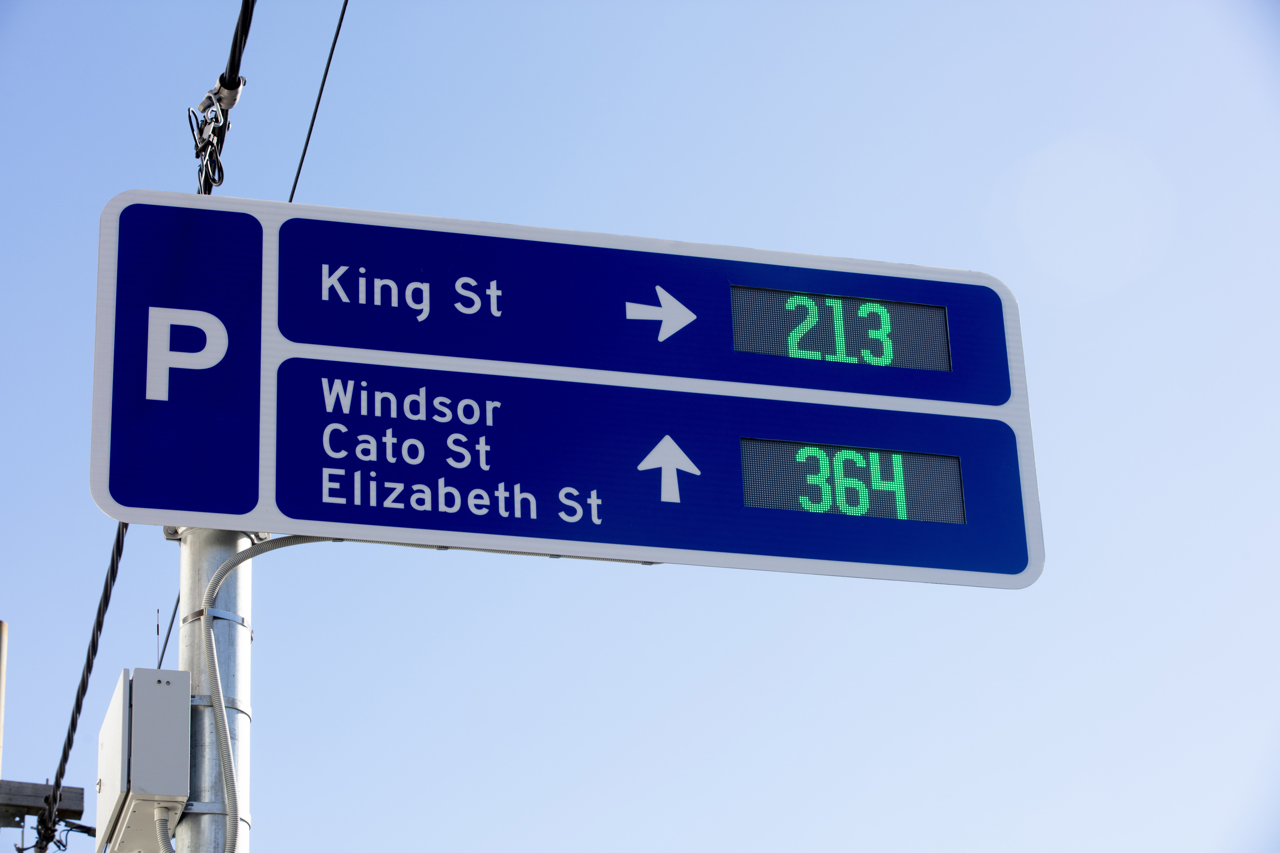 P
King St → 213
Windsor
Cato St
Elizabeth St ↑ 364